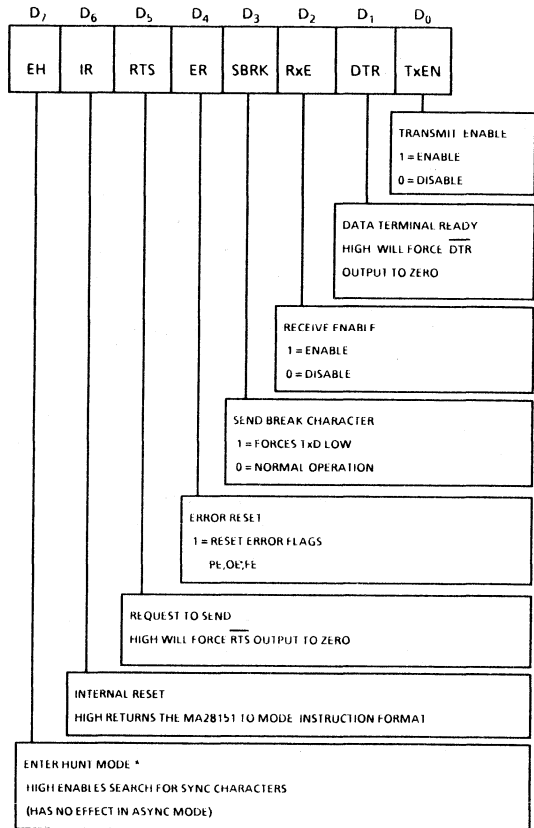 D7 D6 D5 D4 D3 D2 D1 D0
EH IR RTS ER SBRK RxE DTR TxEN
TRANSMIT ENABLE
1 = ENABLE
0 = DISABLE
DATA TERMINAL READY
HIGH WILL FORCE DTR
OUTPUT TO ZERO
RECEIVE ENABLE
1 = ENABLE
0 = DISABLE
SEND BREAK CHARACTER
1 = FORCES TxD LOW
0 = NORMAL OPERATION
ERROR RESET
1 = RESET ERROR FLAGS
PE,OE,FE
REQUEST TO SEND
HIGH WILL FORCE RTS OUTPUT TO ZERO
INTERNAL RESET
HIGH RETURNS THE MA28151 TO MODE INSTRUCTION FORMAT
ENTER HUNT MODE *
HIGH ENABLES SEARCH FOR SYNC CHARACTERS
(HAS NO EFFECT IN ASYNC MODE)